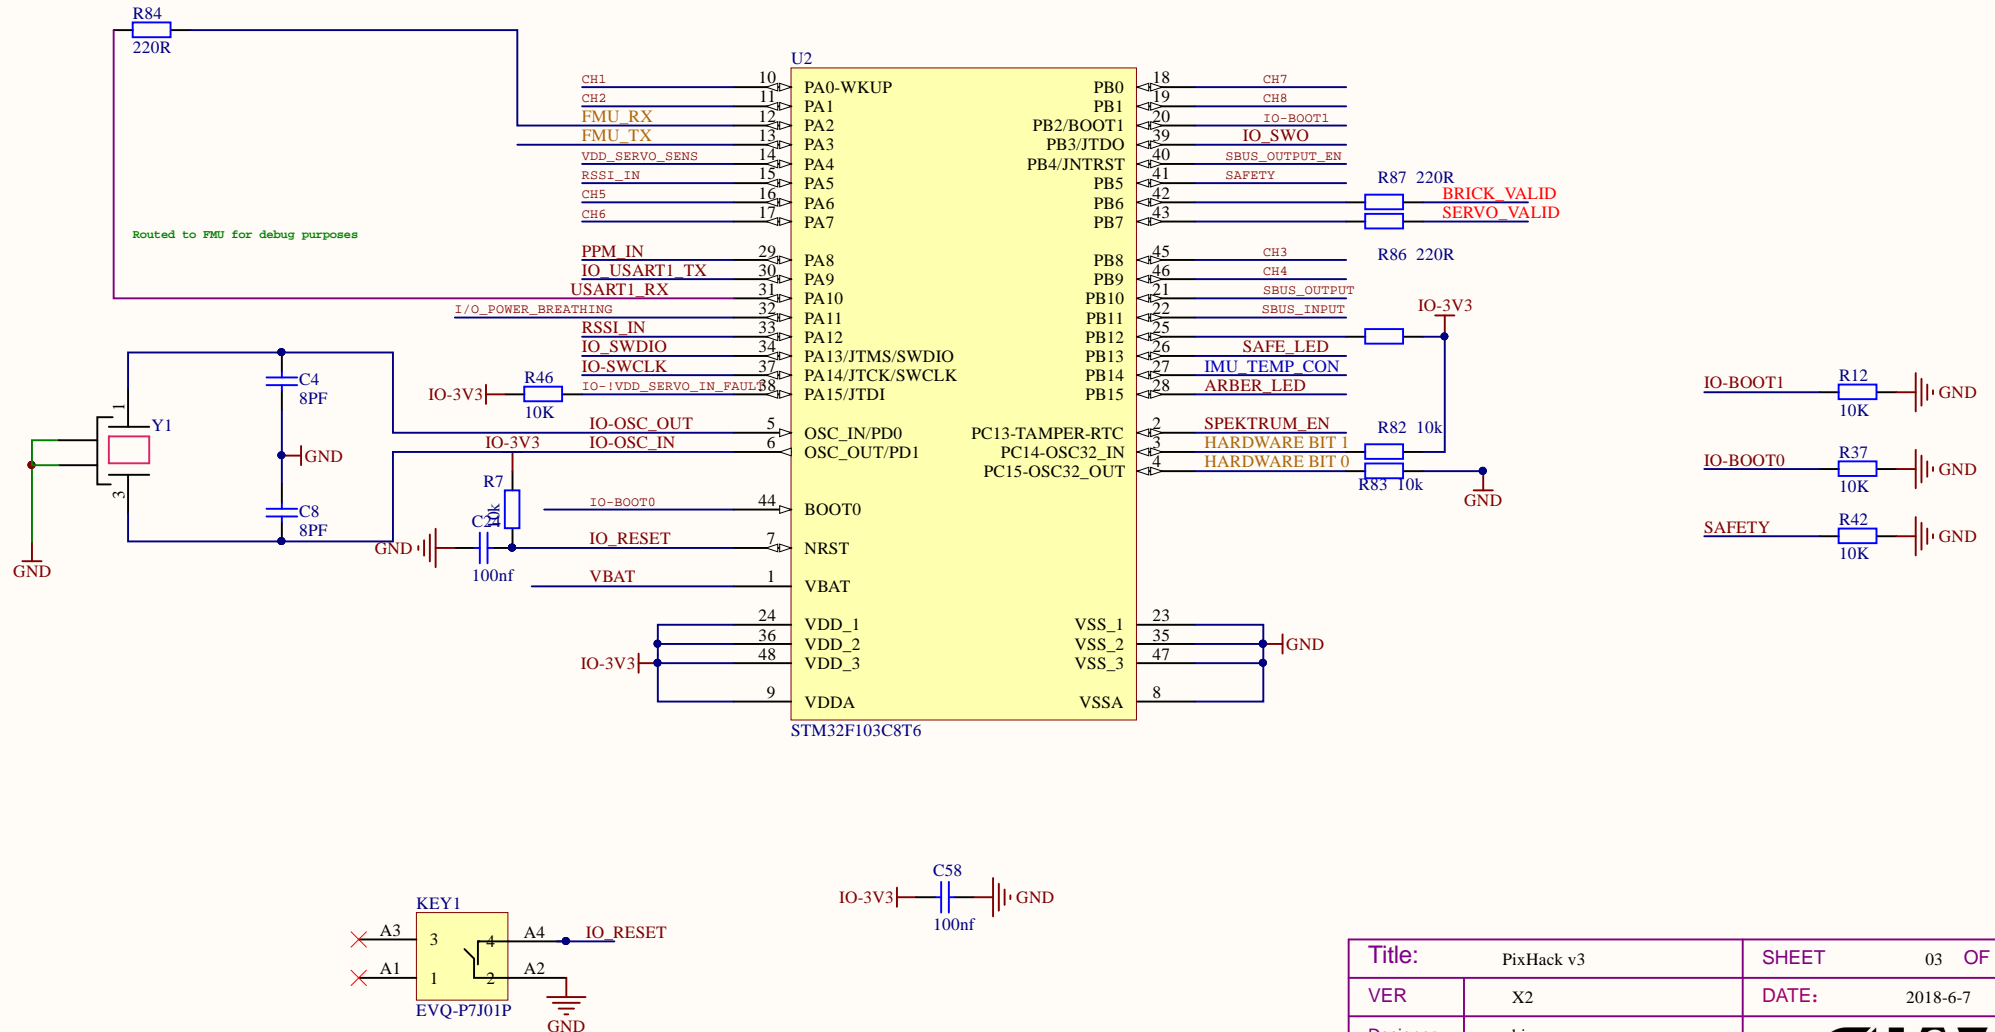 R84
220R
Routed to FMU for debug purposes
U2
CH1 10 PA0-WKUP
CH2 11 PA1
FMU_RX 12 PA2
FMU_TX 13 PA3
VDD_SERVO_SENS 14 PA4
RSSI_IN 15 PA5
CH5 16 PA6
CH6 17 PA7
PPM_IN 29 PA8
IO_USART1_TX 30 PA9
USART1_RX 31 PA10
I/O_POWER_BREATHING 32 PA11
RSSI_IN 33 PA12
IO_SWDIO 34 PA13/JTMS/SWDIO
IO-SWCLK 37 PA14/JTCK/SWCLK
IO-3V3 R46 10K IO-!VDD_SERVO_IN_FAULT 38 PA15/JTDI
IO-OSC_OUT 5 OSC_IN/PD0
IO-3V3 IO-OSC_IN 6 OSC_OUT/PD1
R7 10k
IO-BOOT0 44 BOOT0
GND C24 100nf IO_RESET 7 NRST
VBAT 1 VBAT
24 VDD_1
36 VDD_2
IO-3V3 48 VDD_3
9 VDDA
PB0 18 CH7
PB1 19 CH8
PB2/BOOT1 20 IO-BOOT1
PB3/JTDO 39 IO_SWO
PB4/JNTRST 40 SBUS_OUTPUT_EN
PB5 41 SAFETY
R87 220R
PB6 42 BRICK_VALID
PB7 43 SERVO_VALID
R86 220R
PB8 45 CH3
PB9 46 CH4
PB10 21 SBUS_OUTPUT
PB11 22 SBUS_INPUT
IO-3V3
PB12 25
PB13 26 SAFE_LED
PB14 27 IMU_TEMP_CON
PB15 28 ARBER_LED
PC13-TAMPER-RTC 2 SPEKTRUM_EN
R82 10k
PC14-OSC32_IN 3 HARDWARE BIT 1
PC15-OSC32_OUT 4 HARDWARE BIT 0
R83 10k
GND
VSS_1 23
VSS_2 35 GND
VSS_3 47
VSSA 8
STM32F103C8T6
C4
8PF
1
Y1
GND
3
C8
8PF
GND
IO-BOOT1 R12 10K GND
IO-BOOT0 R37 10K GND
SAFETY R42 10K GND
C58
IO-3V3 GND
100nf
KEY1
A3 3 4 A4 IO_RESET
A1 1 2 A2
EVQ-P7J01P
GND
Title: PixHack v3 SHEET 03 OF
VER X2 DATE: 2018-6-7